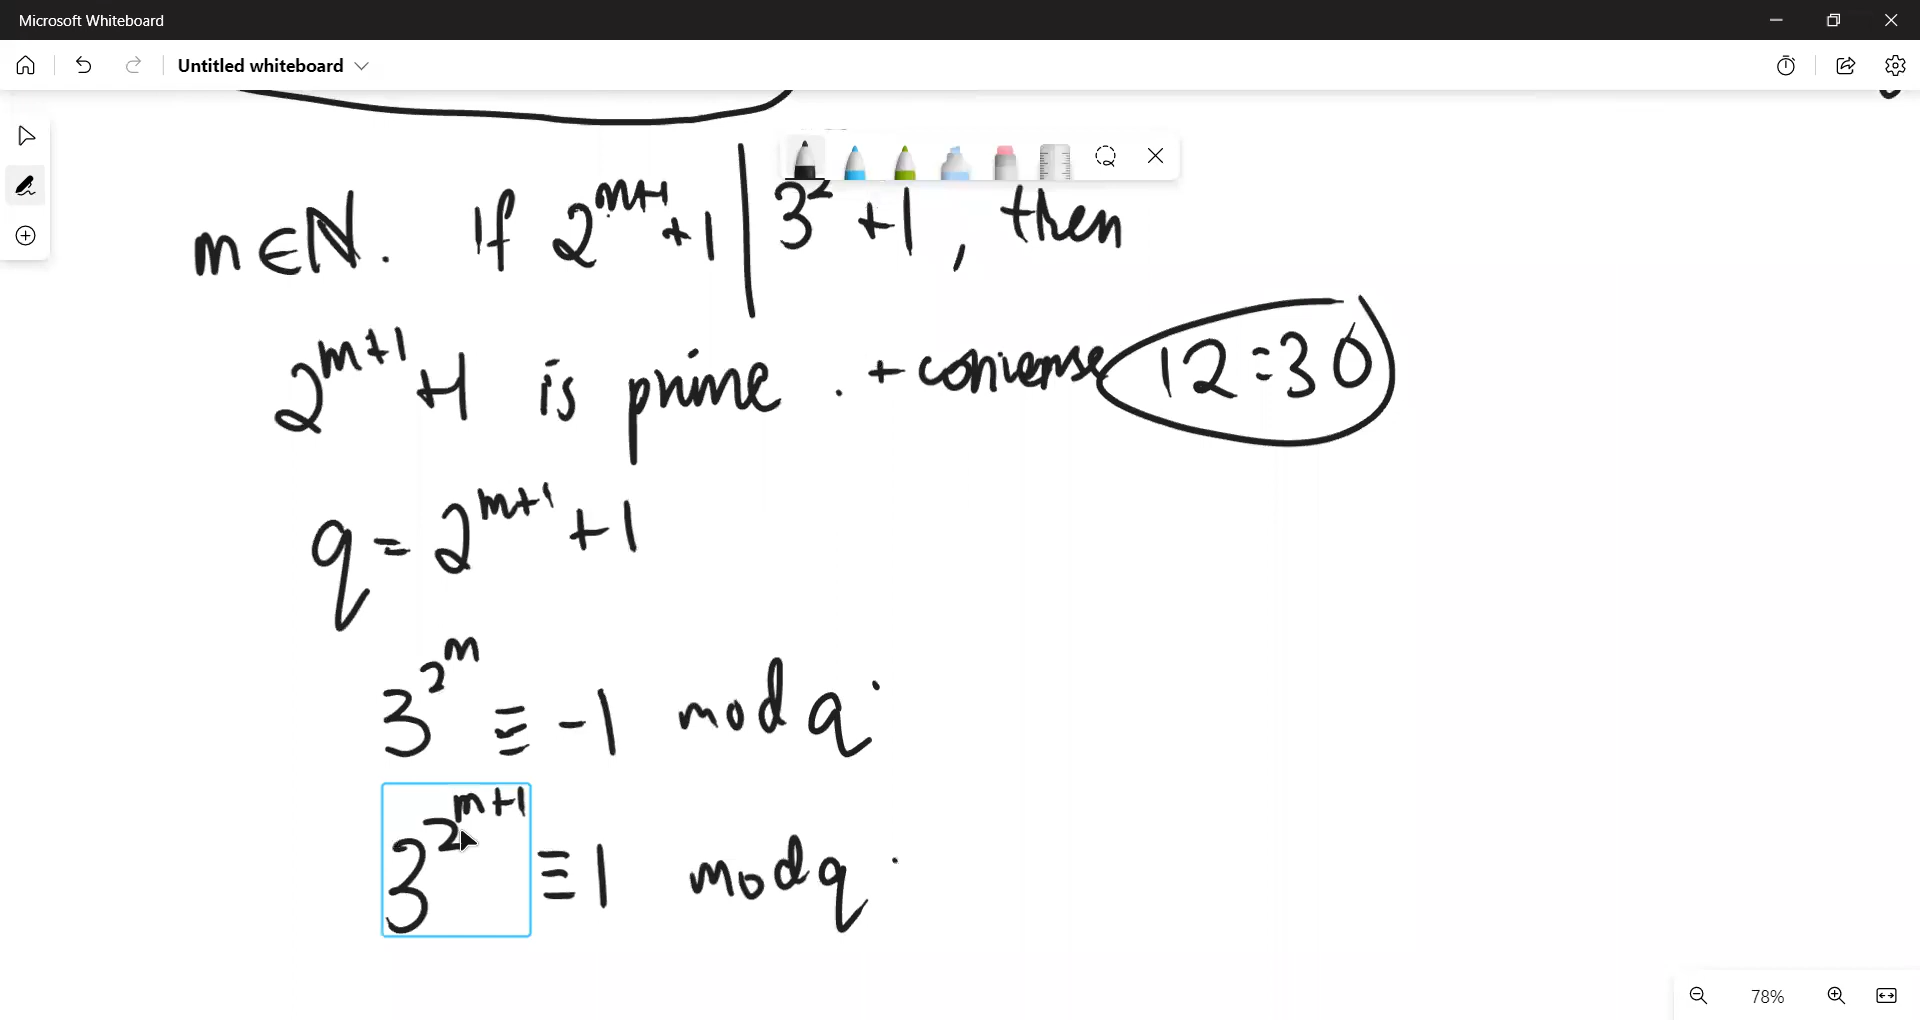 Microsoft Whiteboard
Untitled whiteboard
m ∈ ℕ. If 2^{m+1} + 1 | 3^{2} + 1, then
2^{m+1} + 1 is prime. + converse 12:30
q = 2^{m+1} + 1
3^{2^m} ≡ -1 mod q.
3^{2^{m+1}} ≡ 1 mod q.
78%